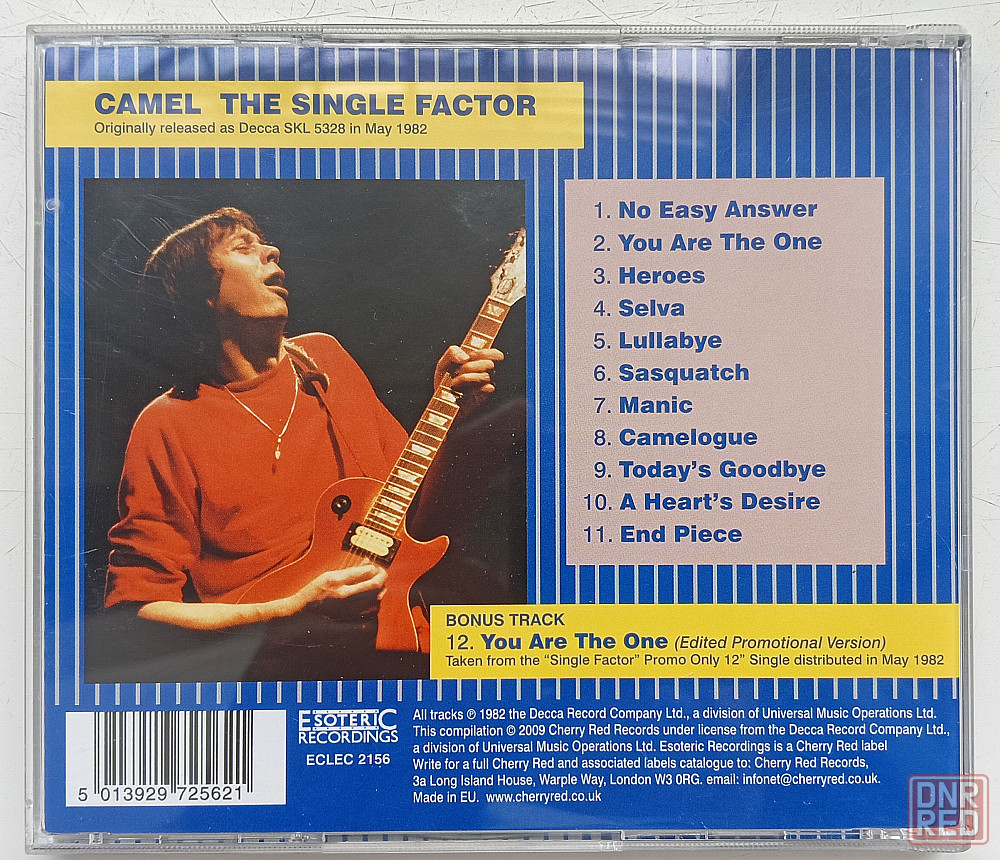 CAMEL THE SINGLE FACTOR
Originally released as Decca SKL 5328 in May 1982
1. No Easy Answer
2. You Are The One
3. Heroes
4. Selva
5. Lullabye
6. Sasquatch
7. Manic
8. Camelogue
9. Today's Goodbye
10. A Heart's Desire
11. End Piece
BONUS TRACK
12. You Are The One (Edited Promotional Version)
Taken from the "Single Factor" Promo Only 12" Single distributed in May 1982
5 013929 725621
ESOTERIC
RECORDINGS
ECLEC 2156
All tracks ℗ 1982 the Decca Record Company Ltd., a division of Universal Music Operations Ltd.
This compilation © 2009 Cherry Red Records under license from the Decca Record Company Ltd.,
a division of Universal Music Operations Ltd. Esoteric Recordings is a Cherry Red label
Write for a full Cherry Red and associated labels catalogue to: Cherry Red Records,
3a Long Island House, Warple Way, London W3 0RG. email: infonet@cherryred.co.uk.
Made in EU. www.cherryred.co.uk
DNR
RED